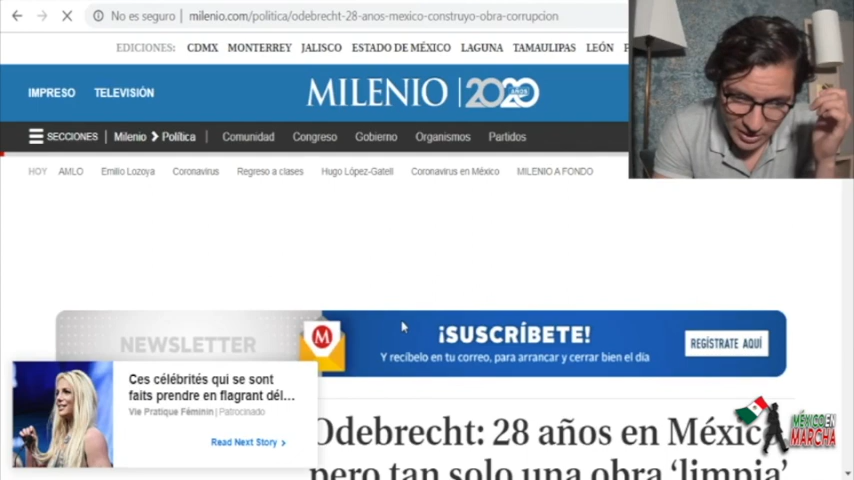 No es seguro | milenio.com/politica/odebrecht-28-anos-mexico-construyo-obra-corrupcion
EDICIONES: CDMX MONTERREY JALISCO ESTADO DE MÉXICO LAGUNA TAMAULIPAS LEÓN
IMPRESO TELEVISIÓN MILENIO | 2020 AÑOS
SECCIONES | Milenio > Política | Comunidad Congreso Gobierno Organismos Partidos
HOY AMLO Emilio Lozoya Coronavirus Regreso a clases Hugo López-Gatell Coronavirus en México MILENIO A FONDO
NEWSLETTER
M
¡SUSCRÍBETE!
Y recíbelo en tu correo, para arrancar y cerrar bien el día
REGÍSTRATE AQUÍ
Ces célébrités qui se sont
faits prendre en flagrant dél...
Vie Pratique Féminin | Patrocinado
Read Next Story >
Odebrecht: 28 años en Méxic
pero tan solo una obra ‘limpia’
MÉXICO EN
MARCHA